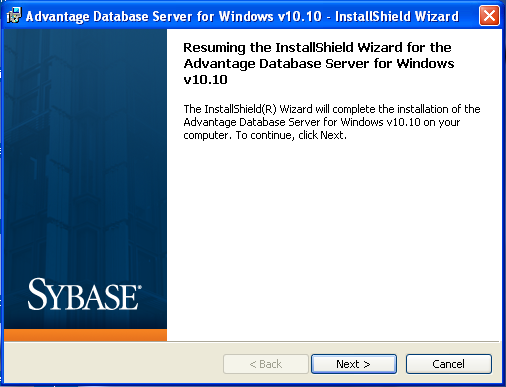 Advantage Database Server for Windows v10.10 - InstallShield Wizard
Resuming the InstallShield Wizard for the
Advantage Database Server for Windows
v10.10
The InstallShield(R) Wizard will complete the installation of the
Advantage Database Server for Windows v10.10 on your
computer. To continue, click Next.
SYBASE®
< Back
Next >
Cancel